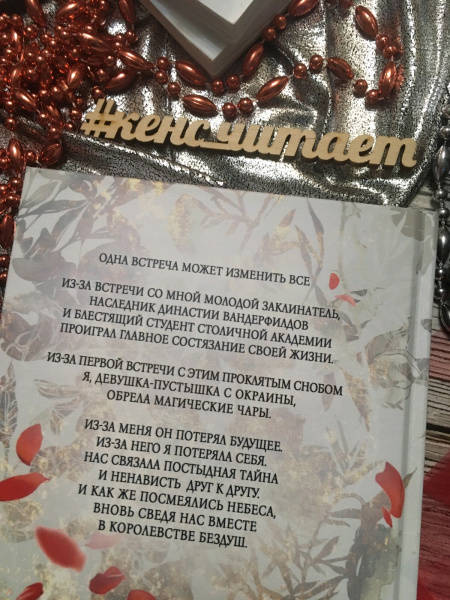 #кенс_читает
ОДНА ВСТРЕЧА МОЖЕТ ИЗМЕНИТЬ ВСЕ
ИЗ-ЗА ВСТРЕЧИ СО МНОЙ МОЛОДОЙ ЗАКЛИНАТЕЛЬ,
НАСЛЕДНИК ДИНАСТИИ ВАНДЕРФИЛДОВ
И БЛЕСТЯЩИЙ СТУДЕНТ СТОЛИЧНОЙ АКАДЕМИИ
ПРОИГРАЛ ГЛАВНОЕ СОСТЯЗАНИЕ СВОЕЙ ЖИЗНИ.
ИЗ-ЗА ПЕРВОЙ ВСТРЕЧИ С ЭТИМ ПРОКЛЯТЫМ СНОБОМ
Я, ДЕВУШКА-ПУСТЫШКА С ОКРАИНЫ,
ОБРЕЛА МАГИЧЕСКИЕ ЧАРЫ.
ИЗ-ЗА МЕНЯ ОН ПОТЕРЯЛ БУДУЩЕЕ.
ИЗ-ЗА НЕГО Я ПОТЕРЯЛА СЕБЯ.
НАС СВЯЗАЛА ПОСТЫДНАЯ ТАЙНА
И НЕНАВИСТЬ ДРУГ К ДРУГУ.
И КАК ЖЕ ПОСМЕЯЛИСЬ НЕБЕСА,
ВНОВЬ СВЕДЯ НАС ВМЕСТЕ
В КОРОЛЕВСТВЕ БЕЗДУШ.